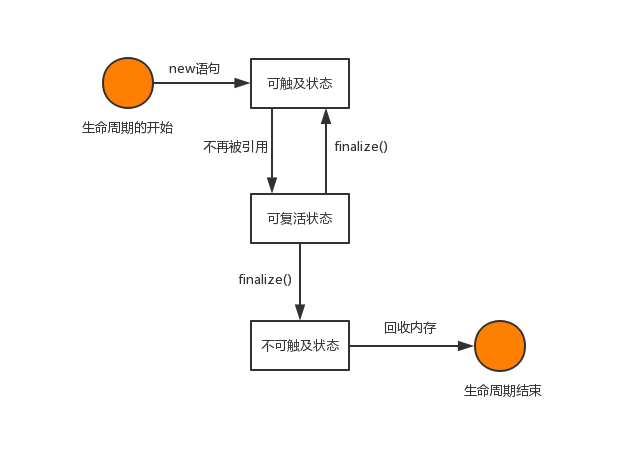 new语句
可触及状态
生命周期的开始
不再被引用
finalize()
可复活状态
finalize()
不可触及状态
回收内存
生命周期结束